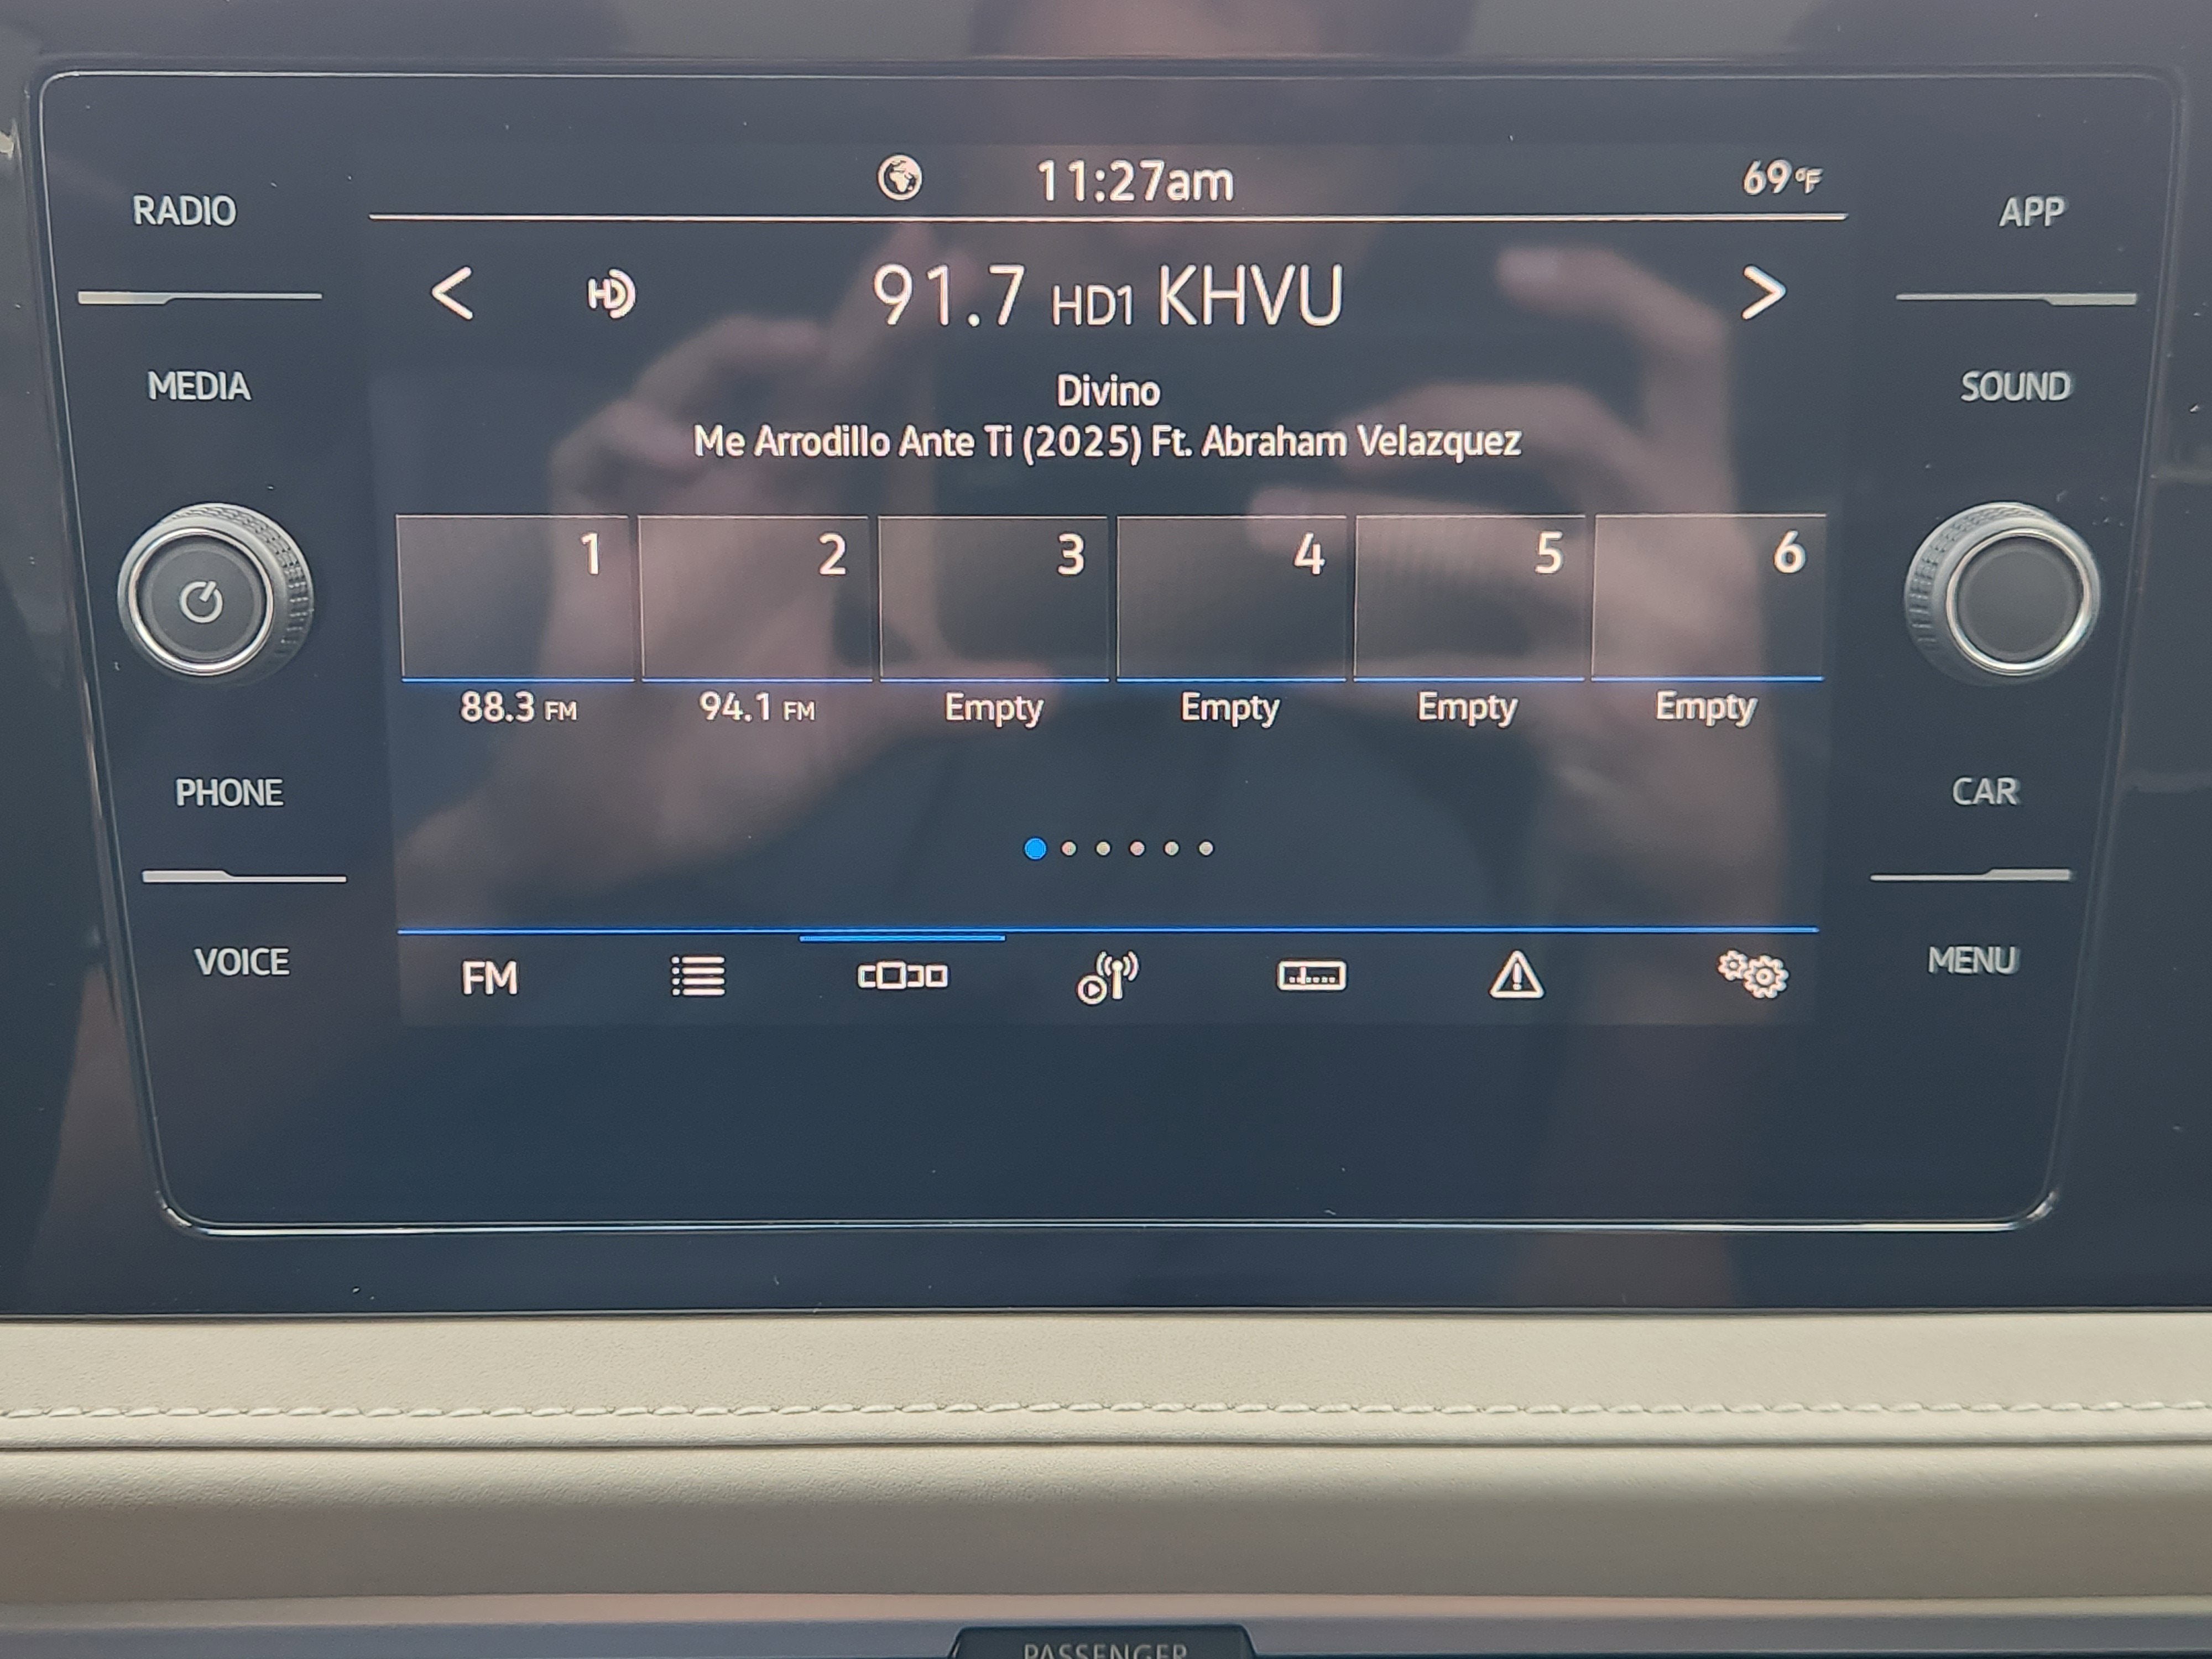 11:27am
69°F
RADIO
APP
HD
91.7 HD1 KHVU
MEDIA
SOUND
Divino
Me Arrodillo Ante Ti (2025) Ft. Abraham Velazquez
1 2 3 4 5 6
88.3 FM 94.1 FM Empty Empty Empty Empty
PHONE
CAR
VOICE
FM
MENU
PASSENGER